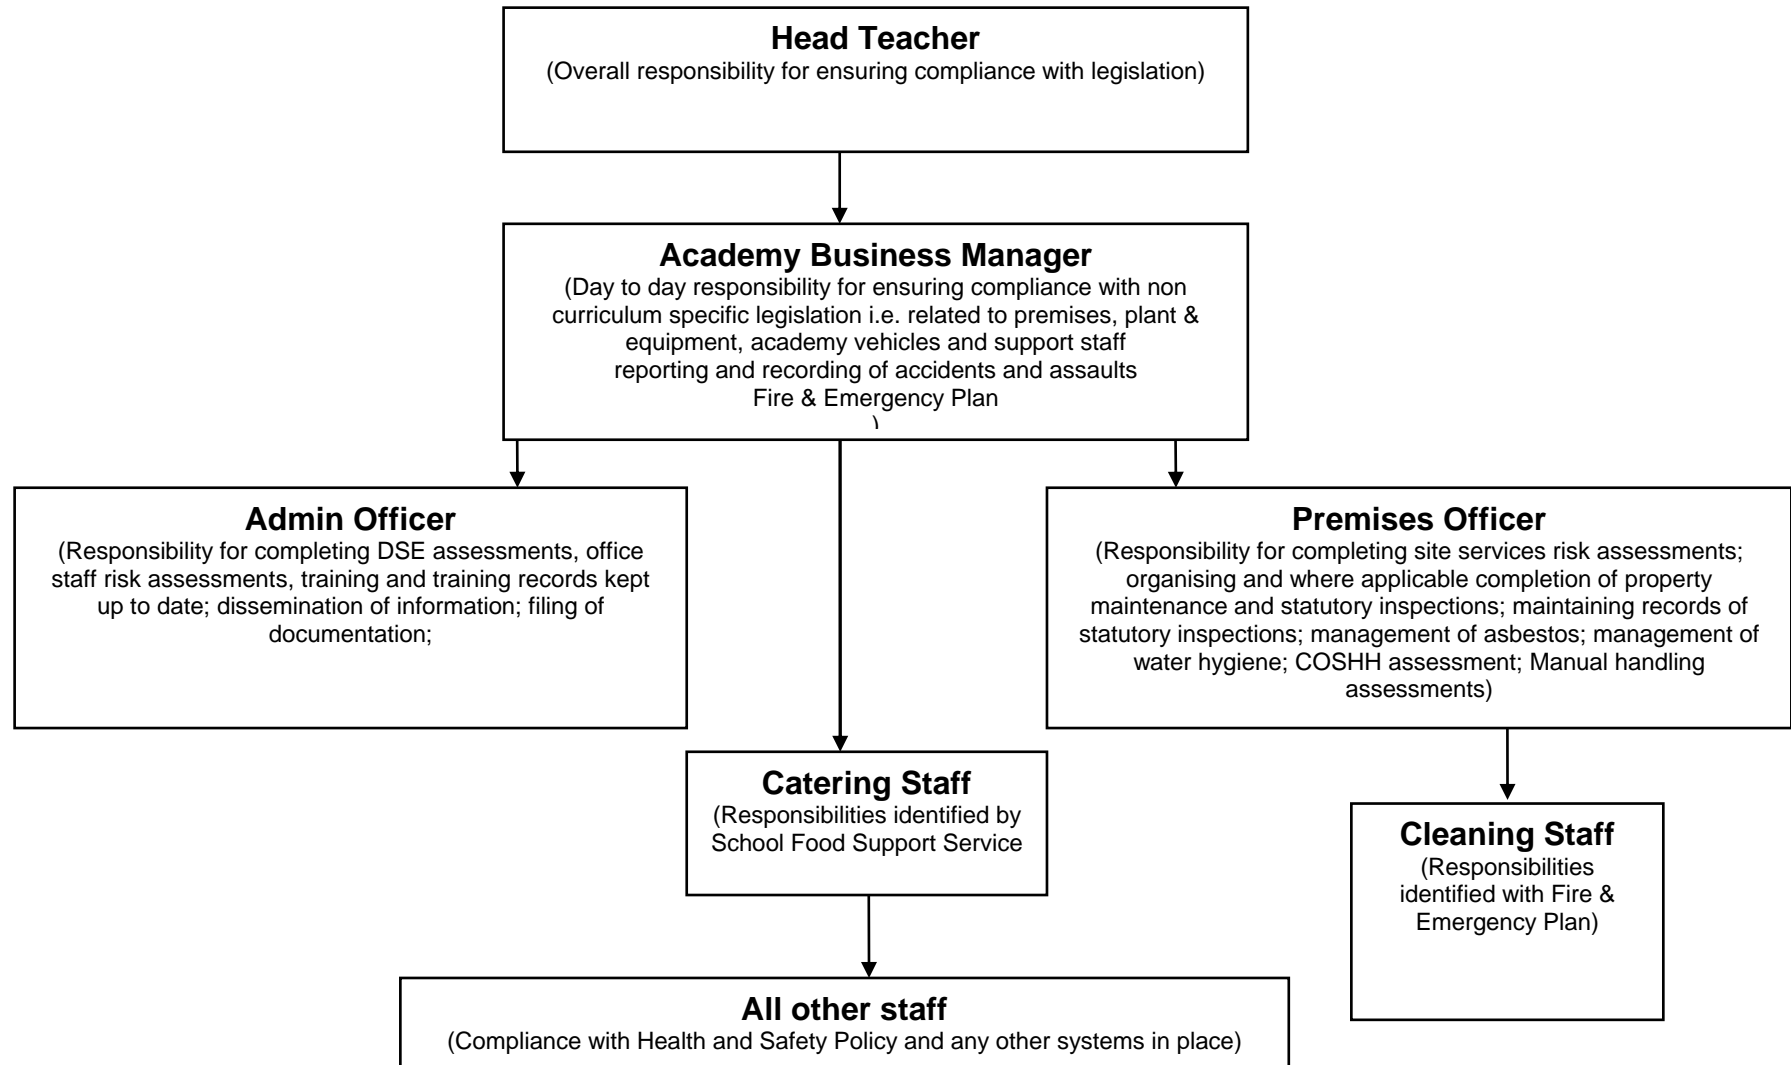 Head Teacher
(Overall responsibility for ensuring compliance with legislation)
Academy Business Manager
(Day to day responsibility for ensuring compliance with non
curriculum specific legislation i.e. related to premises, plant &
equipment, academy vehicles and support staff
reporting and recording of accidents and assaults
Fire & Emergency Plan
)
Admin Officer
(Responsibility for completing DSE assessments, office
staff risk assessments, training and training records kept
up to date; dissemination of information; filing of
documentation;
Premises Officer
(Responsibility for completing site services risk assessments;
organising and where applicable completion of property
maintenance and statutory inspections; maintaining records of
statutory inspections; management of asbestos; management of
water hygiene; COSHH assessment; Manual handling
assessments)
Catering Staff
(Responsibilities identified by
School Food Support Service
Cleaning Staff
(Responsibilities
identified with Fire &
Emergency Plan)
All other staff
(Compliance with Health and Safety Policy and any other systems in place)